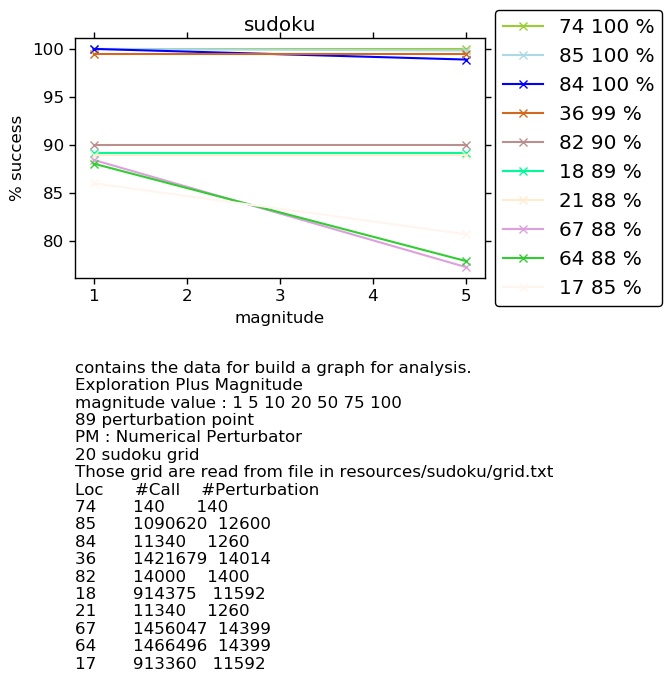 sudoku
100
95
90
85
80
% success
1 2 3 4 5
magnitude
74 100 %
85 100 %
84 100 %
36 99 %
82 90 %
18 89 %
21 88 %
67 88 %
64 88 %
17 85 %
contains the data for build a graph for analysis.
Exploration Plus Magnitude
magnitude value : 1 5 10 20 50 75 100
89 perturbation point
PM : Numerical Perturbator
20 sudoku grid
Those grid are read from file in resources/sudoku/grid.txt
Loc #Call #Perturbation
74 140 140
85 1090620 12600
84 11340 1260
36 1421679 14014
82 14000 1400
18 914375 11592
21 11340 1260
67 1456047 14399
64 1466496 14399
17 913360 11592